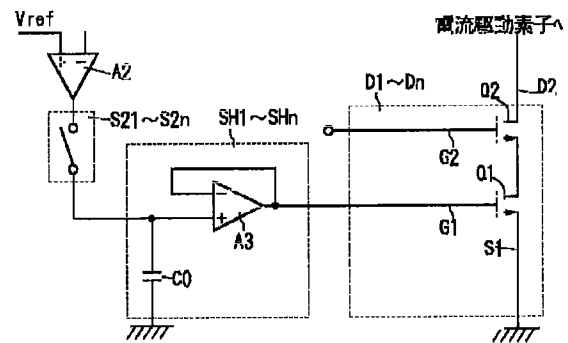 Vref
電流駆動素子へ
+ -
A2
D1～Dn
Q2
D2
S21～S2n
SH1～SHn
G2
Q1
-
+
A3
G1
S1
C0